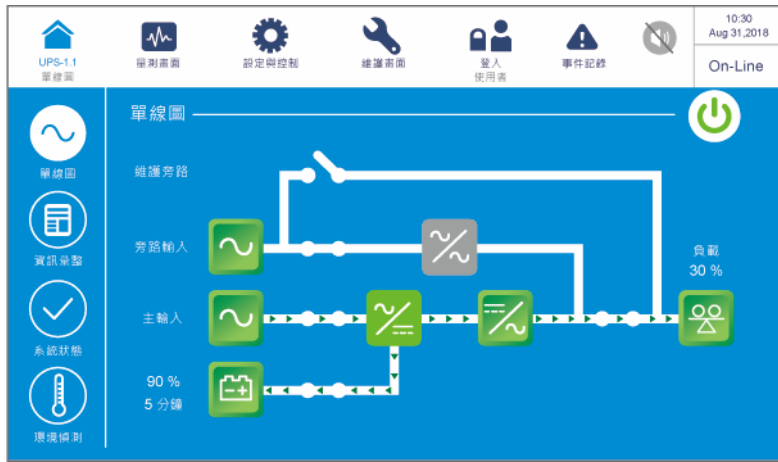 UPS-1.1
單線圖
量測畫面
設定與控制
維護畫面
登入
使用者
事件記錄
10:30
Aug 31,2018
On-Line
單線圖
資訊彙整
系統狀態
環境偵測
單線圖
維護旁路
旁路輸入
主輸入
90 %
5 分鐘
負載
30 %